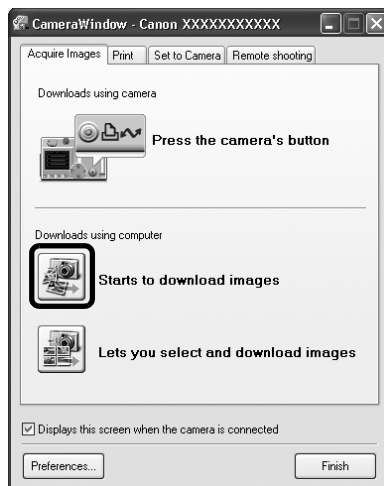 CameraWindow - Canon XXXXXXXXXXX
Acquire Images Print Set to Camera Remote shooting
Downloads using camera
Press the camera's button
Downloads using computer
Starts to download images
Lets you select and download images
Displays this screen when the camera is connected
Preferences... Finish